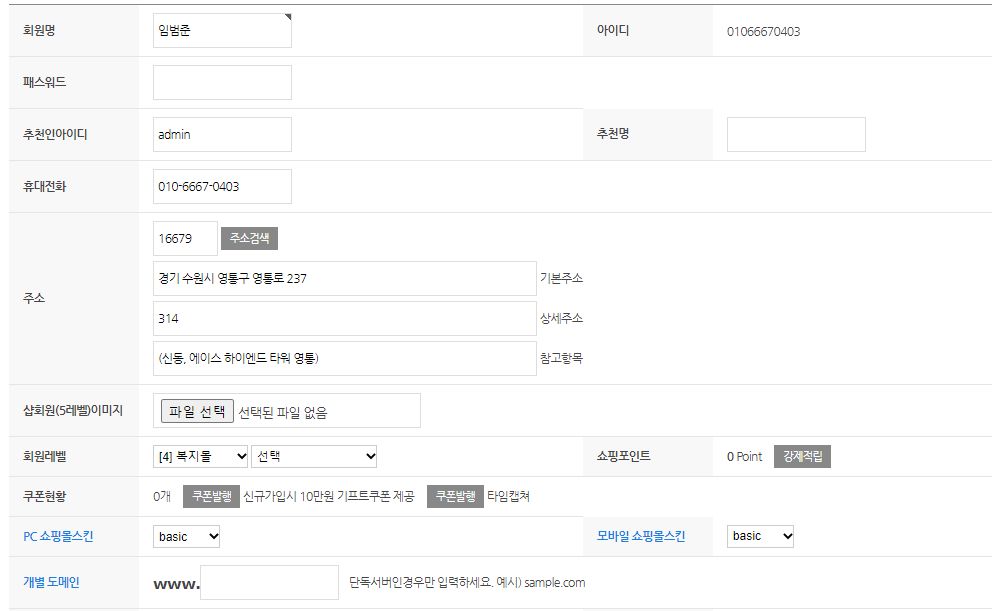 회원명 임범준 아이디 01066670403
패스워드
추천인아이디 admin 추천명
휴대전화 010-6667-0403
16679 주소검색
경기 수원시 영통구 영통로 237 기본주소
주소
314 상세주소
(신동, 에이스 하이엔드 타워 영통) 참고항목
샵회원(5레벨)이미지 파일 선택 선택된 파일 없음
회원레벨 [4] 복지몰 선택 쇼핑포인트 0 Point 강제적립
쿠폰현황 0개 쿠폰발행 신규가입시 10만원 기프트쿠폰 제공 쿠폰발행 타임캡쳐
PC 쇼핑몰스킨 basic 모바일 쇼핑몰스킨 basic
개별 도메인 www. 단독서버인경우만 입력하세요. 예시) sample.com